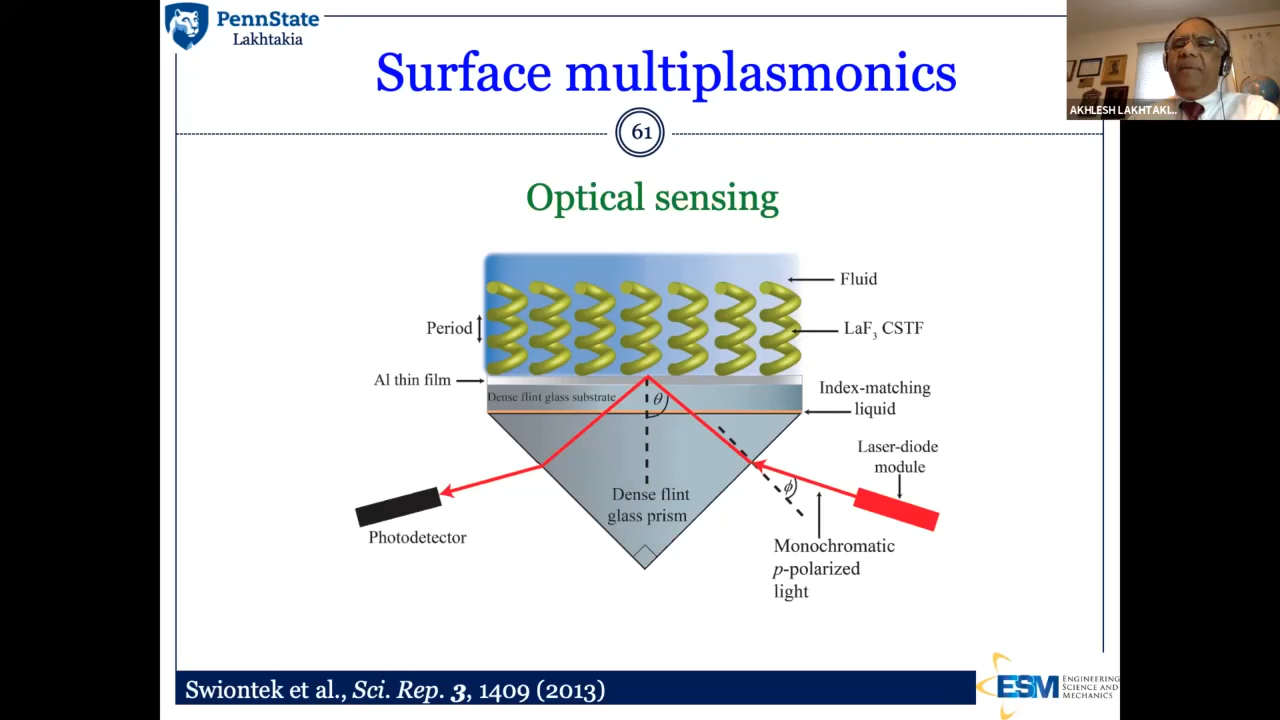 PennState
Lakhtakia
Surface multiplasmonics
AKHLESH LAKHTAKI...
61
Optical sensing
Fluid
Period
LaF₃ CSTF
Al thin film
Dense flint glass substrate
θ
Index-matching
liquid
Laser-diode
module
ϕ
Dense flint
glass prism
Photodetector
Monochromatic
p-polarized
light
Swiontek et al., Sci. Rep. 3, 1409 (2013)
ESM ENGINEERING
SCIENCE AND
MECHANICS